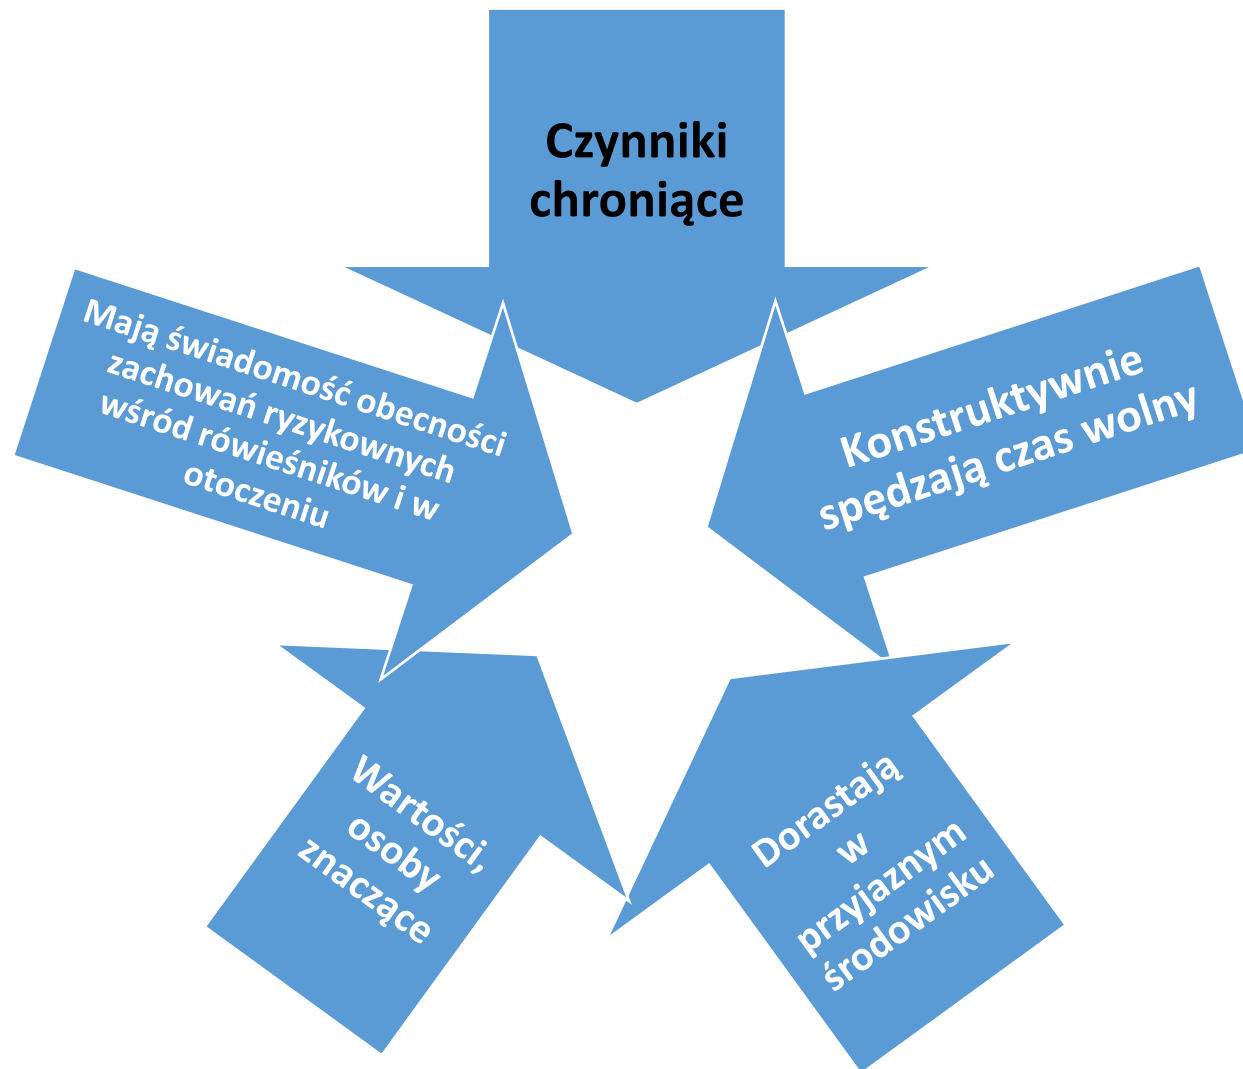 Czynniki
chroniące
Mają świadomość obecności
zachowań ryzykownych
wśród rówieśników i w
otoczeniu
Konstruktywnie
spędzają czas wolny
Wartości,
osoby
znaczące
Dorastają
w
przyjaznym
środowisku